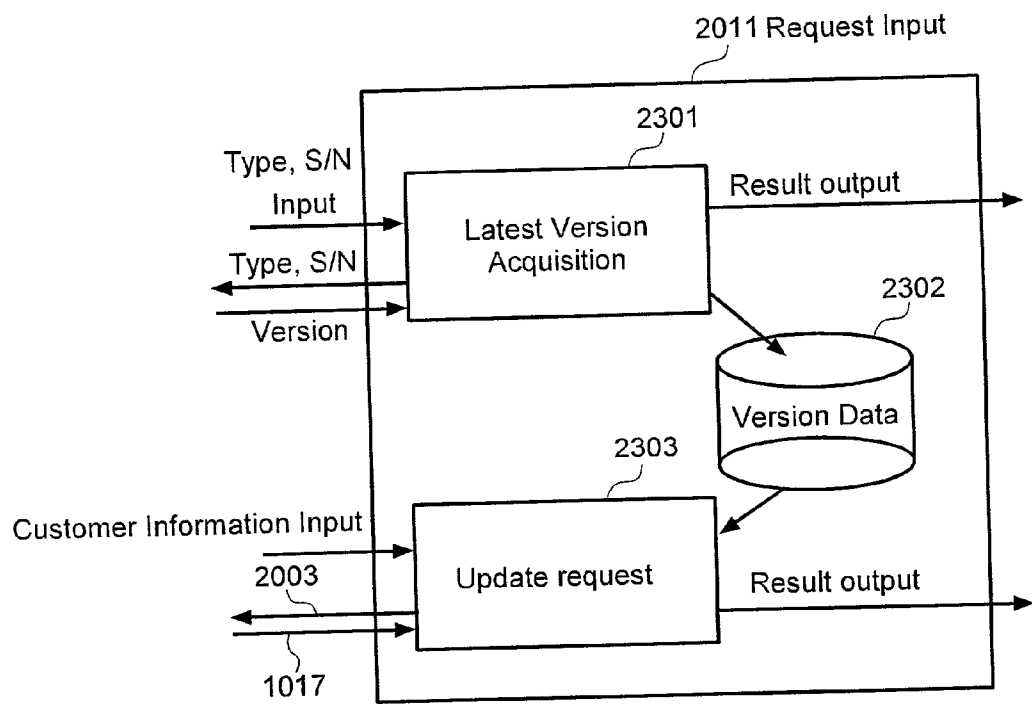 2011 Request Input
2301
Type, S/N
Input
Result output
Latest Version
Acquisition
Type, S/N
Version
2302
Version Data
2303
Customer Information Input
Update request
2003
Result output
1017